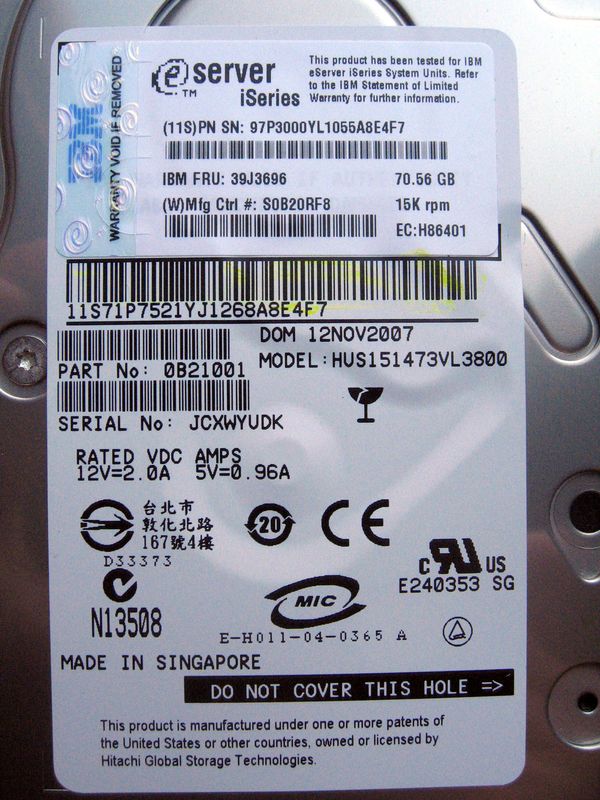 IBM
WARRANTY VOID IF REMOVED
e server
TM
iSeries
This product has been tested for IBM
eServer iSeries System Units. Refer
to the IBM Statement of Limited
Warranty for further information.
(11S)PN SN: 97P3000YL1055A8E4F7
IBM FRU: 39J3696 70.56 GB
(W)Mfg Ctrl #: S0B20RF8 15K rpm
EC:H86401
11S71P7521YJ1268A8E4F7
DOM 12NOV2007
PART No: 0B21001 MODEL:HUS151473VL3800
SERIAL No: JCXWYUDK
RATED VDC AMPS
12V=2.0A 5V=0.96A
台北市
敦化北路
167號4樓
D33373
20
CE
c RU US
E240353 SG
N13508
MIC
E-H011-04-0365 A
MADE IN SINGAPORE
DO NOT COVER THIS HOLE =>
This product is manufactured under one or more patents of
the United States or other countries, owned or licensed by
Hitachi Global Storage Technologies.